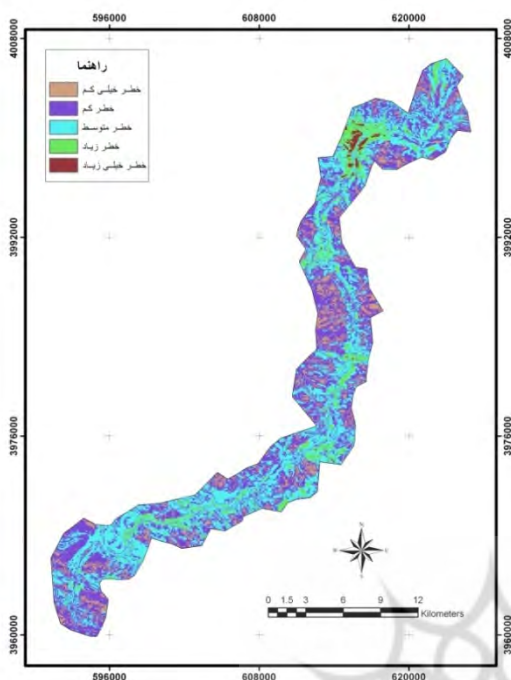 596000 608000 620000
4008000 4008000
راهنما
خطر خیلی کم
خطر کم
خطر متوسط
خطر زیاد
خطر خیلی زیاد
3992000 3992000
3976000 3976000
N
W E
S
0 1.5 3 6 9 12
Kilometers
3960000 3960000
596000 608000 620000